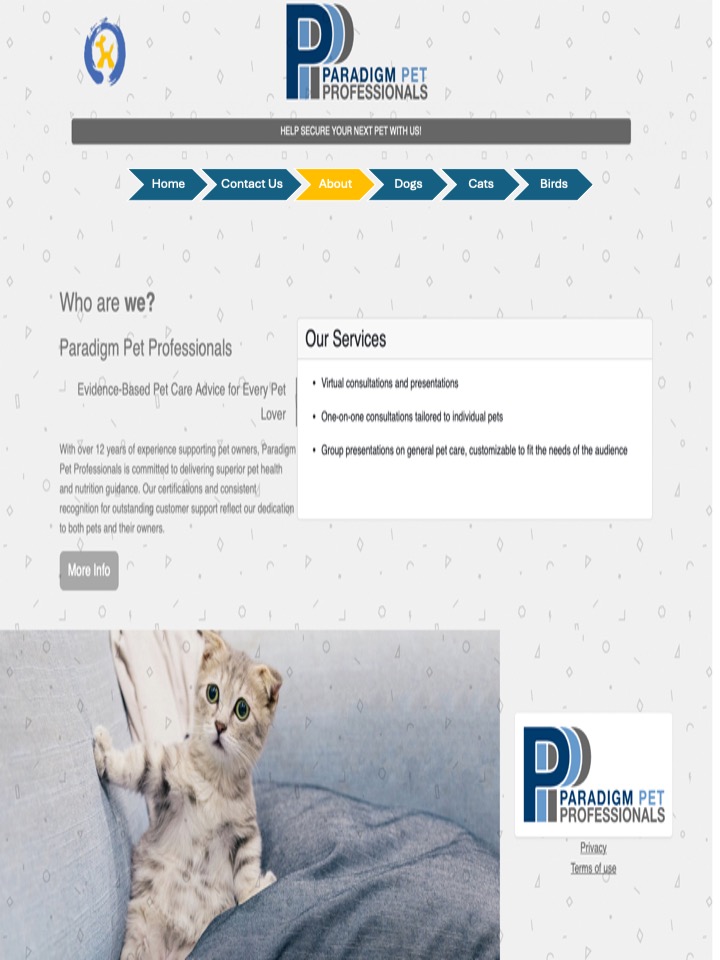 PARADIGM PET
PROFESSIONALS
HELP SECURE YOUR NEXT PET WITH US!
Home
Contact Us
About
Dogs
Cats
Birds
Who are we?
Paradigm Pet Professionals
Evidence-Based Pet Care Advice for Every Pet
Lover
With over 12 years of experience supporting pet owners, Paradigm
Pet Professionals is committed to delivering superior pet health
and nutrition guidance. Our certifications and consistent
recognition for outstanding customer support reflect our dedication
to both pets and their owners.
More Info
Our Services
• Virtual consultations and presentations
• One-on-one consultations tailored to individual pets
• Group presentations on general pet care, customizable to fit the needs of the audience
PARADIGM PET
PROFESSIONALS
Privacy
Terms of use